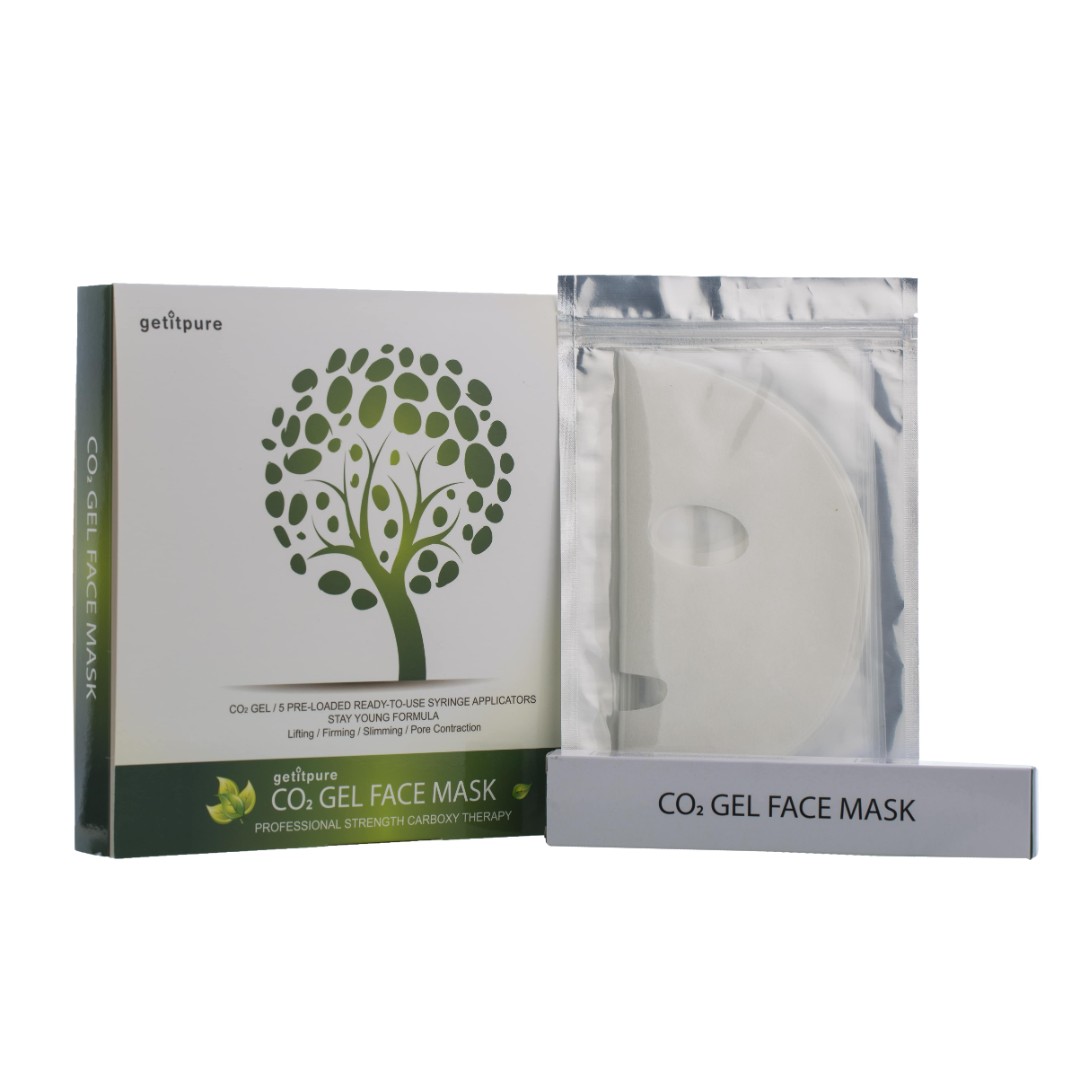 getitpure
CO₂ GEL FACE MASK
CO₂ GEL / 5 PRE-LOADED READY-TO-USE SYRINGE APPLICATORS
STAY YOUNG FORMULA
Lifting / Firming / Slimming / Pore Contraction
getitpure
CO₂ GEL FACE MASK
PROFESSIONAL STRENGTH CARBOXY THERAPY
CO₂ GEL FACE MASK